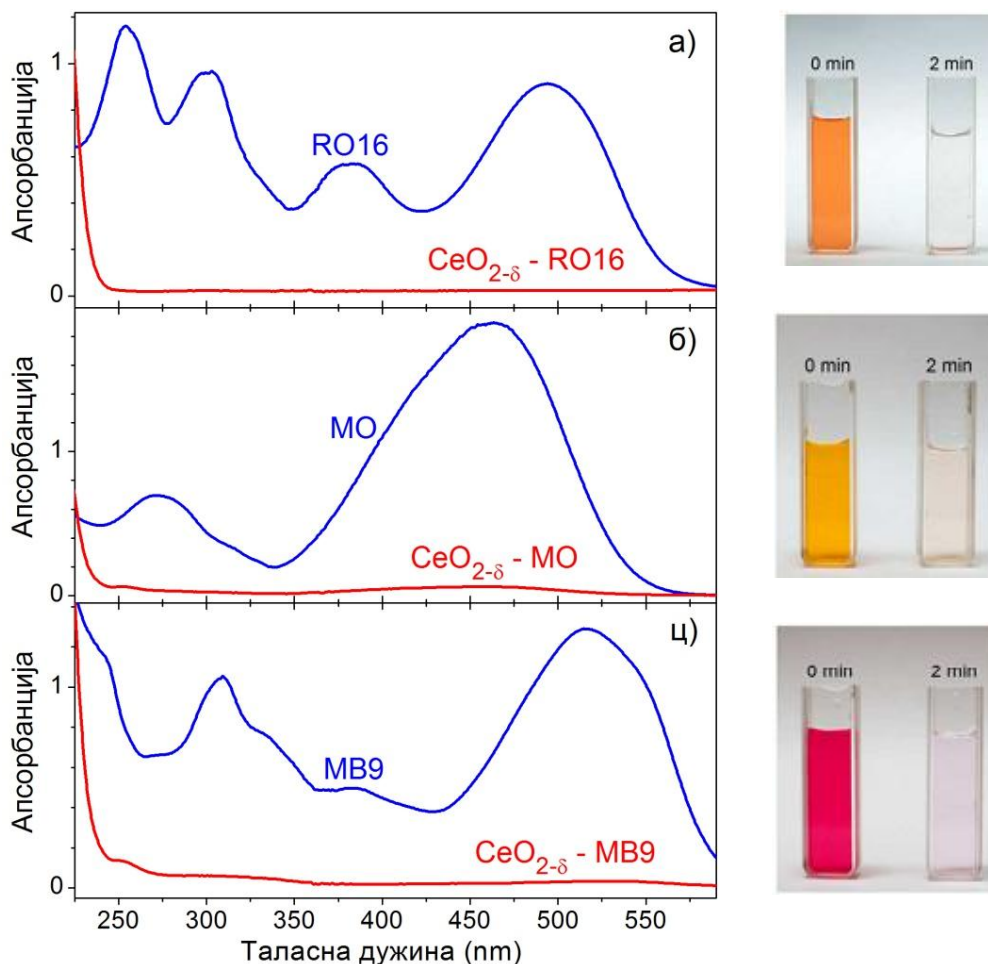 а)
Апсорбанција
1
0
RO16
CeO₂₋δ - RO16
б)
Апсорбанција
1
0
MO
CeO₂₋δ - MO
ц)
Апсорбанција
1
0
MB9
CeO₂₋δ - MB9
250 300 350 400 450 500 550
Таласна дужина (nm)
0 min 2 min
0 min 2 min
0 min 2 min